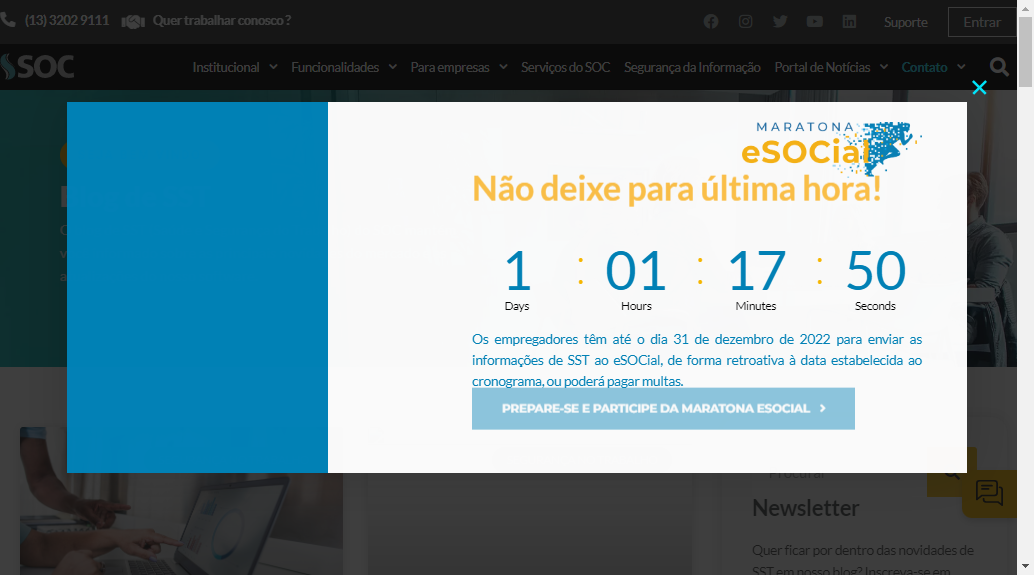 (13) 3202 9111 Quer trabalhar conosco ?
Suporte Entrar
SOC
Institucional Funcionalidades Para empresas Serviços do SOC Segurança da Informação Portal de Notícias Contato
MARATONA
eSOCial
Não deixe para última hora!
1 : 01 : 17 : 50
Days Hours Minutes Seconds
Os empregadores têm até o dia 31 de dezembro de 2022 para enviar as
informações de SST ao eSOCial, de forma retroativa à data estabelecida ao
cronograma, ou poderá pagar multas.
PREPARE-SE E PARTICIPE DA MARATONA ESOCIAL
Procurar
Newsletter
Quer ficar por dentro das novidades de
SST em nosso blog? Inscreva-se em